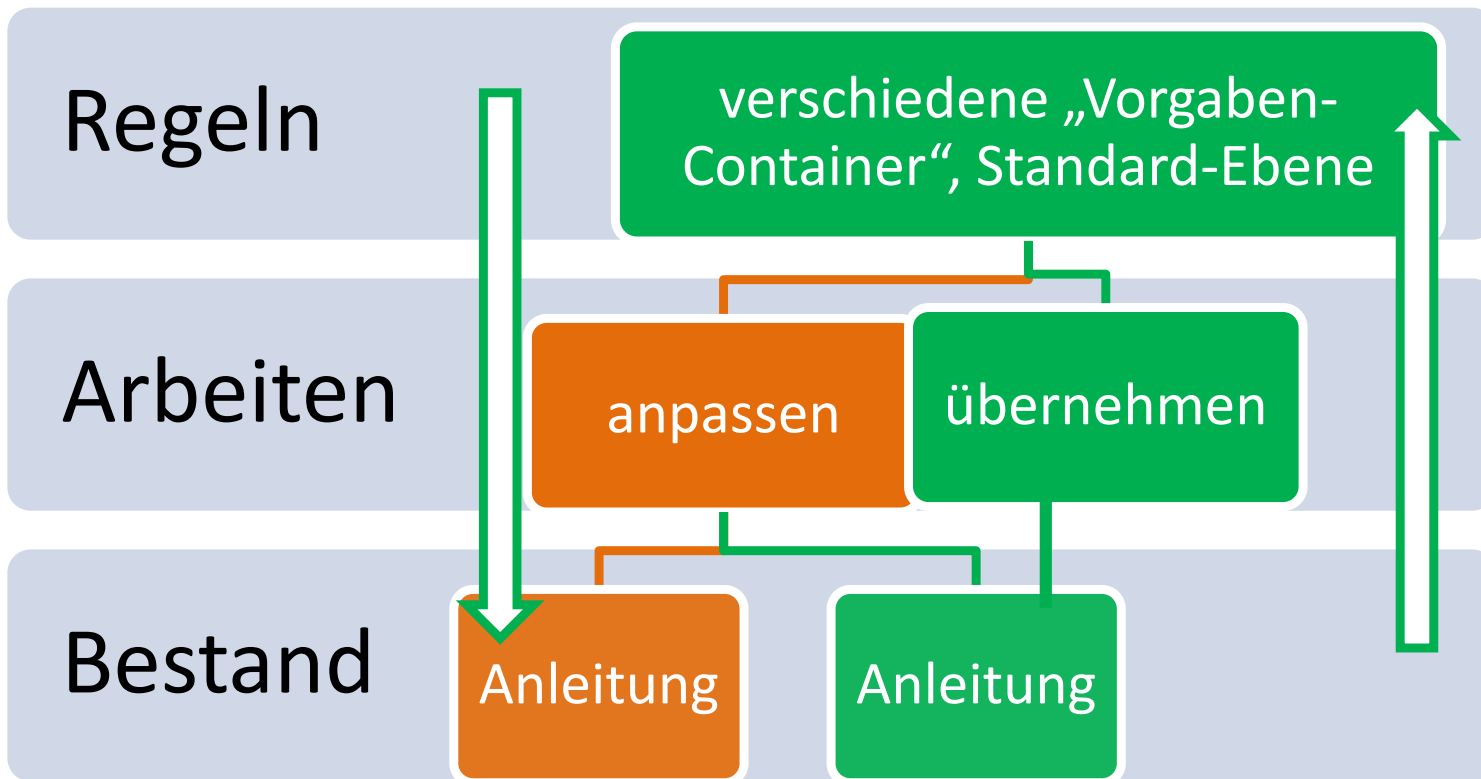 Regeln
verschiedene „Vorgaben-
Container“, Standard-Ebene
Arbeiten
anpassen
übernehmen
Bestand
Anleitung
Anleitung